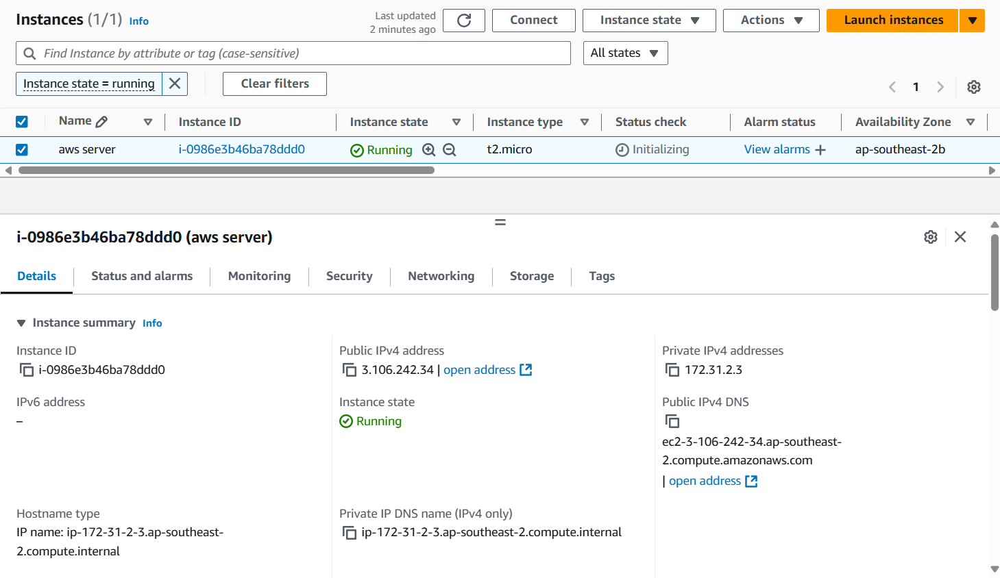 Instances (1/1) Info
Last updated
2 minutes ago
Connect
Instance state
Actions
Launch instances
Find Instance by attribute or tag (case-sensitive)
All states
Instance state = running
Clear filters
1
Name Instance ID Instance state Instance type Status check Alarm status Availability Zone
aws server i-0986e3b46ba78ddd0 Running t2.micro Initializing View alarms + ap-southeast-2b
i-0986e3b46ba78ddd0 (aws server)
Details Status and alarms Monitoring Security Networking Storage Tags
Instance summary Info
Instance ID
i-0986e3b46ba78ddd0
Public IPv4 address
3.106.242.34 | open address
Private IPv4 addresses
172.31.2.3
IPv6 address
–
Instance state
Running
Public IPv4 DNS
ec2-3-106-242-34.ap-southeast-
2.compute.amazonaws.com
| open address
Hostname type
IP name: ip-172-31-2-3.ap-southeast-
2.compute.internal
Private IP DNS name (IPv4 only)
ip-172-31-2-3.ap-southeast-2.compute.internal